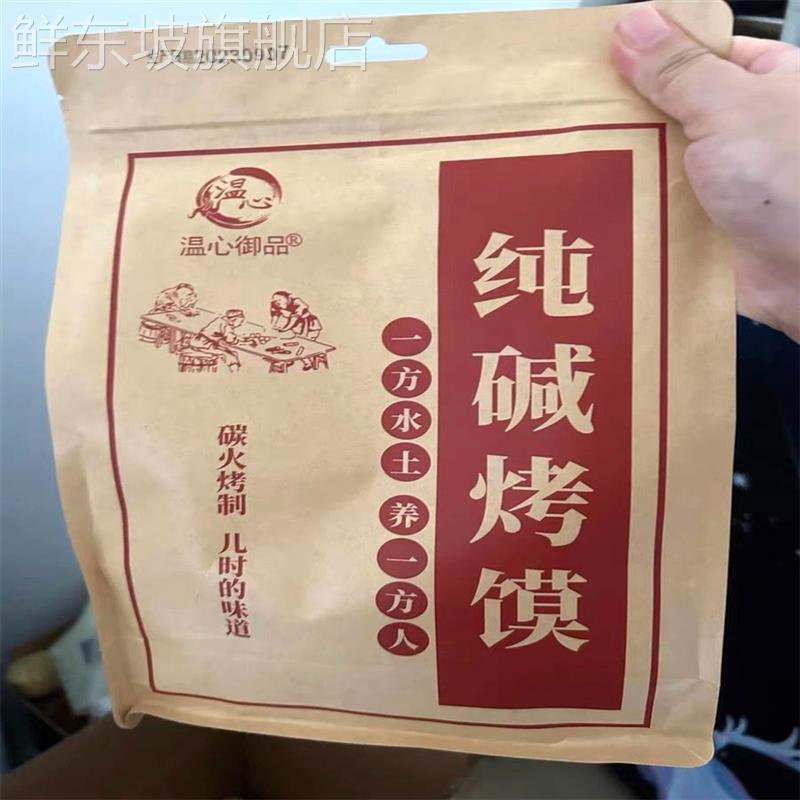 鲜东坡旗舰店
20230907
温心
温心御品®
纯碱烤馍
一方水土 养一方人
碳火烤制 儿时的味道